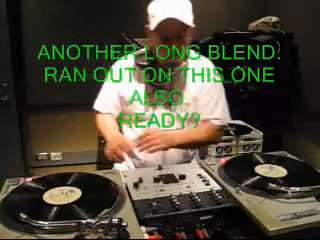 ANOTHER LONG BLEND.
RAN OUT ON THIS ONE
ALSO.
READY?